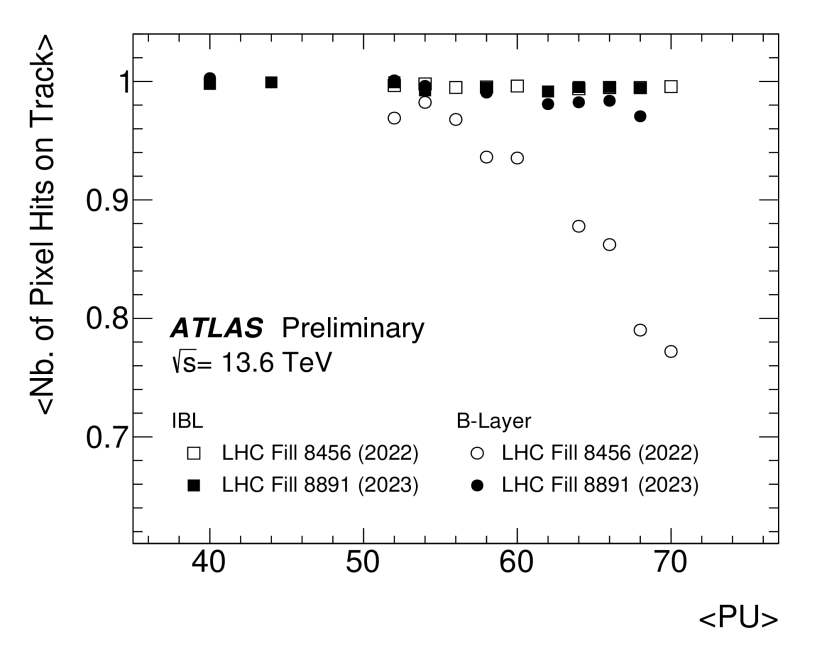 <Nb. of Pixel Hits on Track>
1
0.9
0.8
0.7
ATLAS Preliminary
√s= 13.6 TeV
IBL
LHC Fill 8456 (2022)
LHC Fill 8891 (2023)
B-Layer
LHC Fill 8456 (2022)
LHC Fill 8891 (2023)
40 50 60 70
<PU>